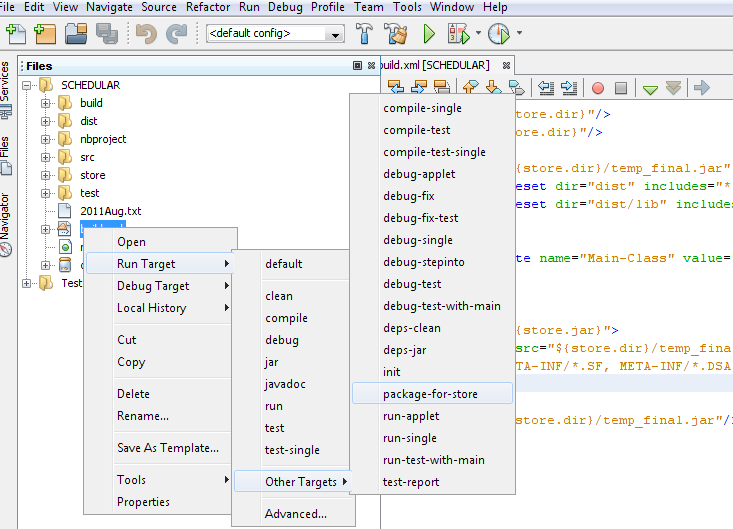 File Edit View Navigate Source Refactor Run Debug Profile Team Tools Window Help
<default config>
Files
build.xml [SCHEDULAR]
Services
Files
Navigator
SCHEDULAR
build
dist
nbproject
src
store
test
2011Aug.txt
Test
Open
Run Target
Debug Target
Local History
Cut
Copy
Delete
Rename...
Save As Template...
Tools
Properties
default
clean
compile
debug
jar
javadoc
run
test
test-single
Other Targets
Advanced...
compile-single
compile-test
compile-test-single
debug-applet
debug-fix
debug-fix-test
debug-single
debug-stepinto
debug-test
debug-test-with-main
deps-clean
deps-jar
init
package-for-store
run-applet
run-single
run-test-with-main
test-report
store.dir}"/>
ore.dir}"/>
{store.dir}/temp_final.jar"
eset dir="dist" includes="*
eset dir="dist/lib" includes
te name="Main-Class" value=
{store.jar}">
src="${store.dir}/temp_fina
TA-INF/*.SF, META-INF/*.DSA
ore.dir}/temp_final.jar"/